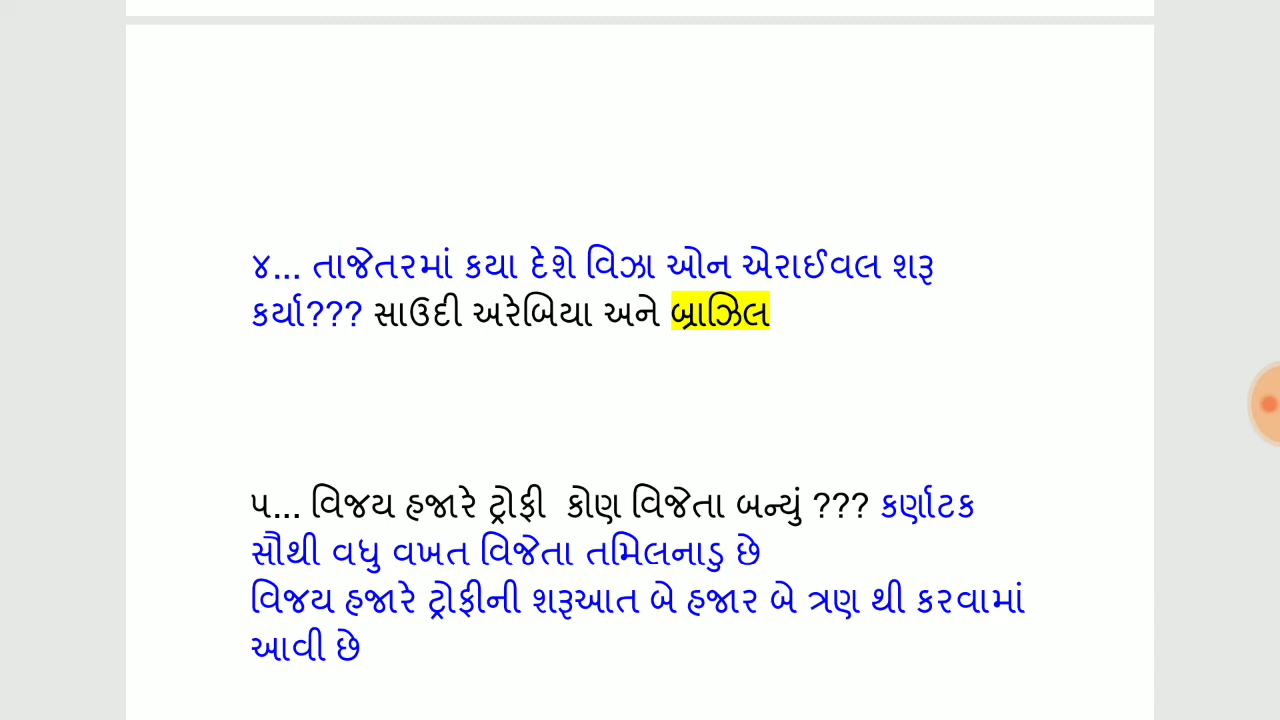 ૪... તાજેતરમાં કયા દેશે વિઝા ઓન એરાઈવલ શરૂ
કર્યા??? સાઉદી અરેબિયા અને બ્રાઝિલ
૫... વિજય હજારે ટ્રોફી કોણ વિજેતા બન્યું ??? કર્ણાટક
સૌથી વધુ વખત વિજેતા તમિલનાડુ છે
વિજય હજારે ટ્રોફીની શરૂઆત બે હજાર બે ત્રણ થી કરવામાં
આવી છે